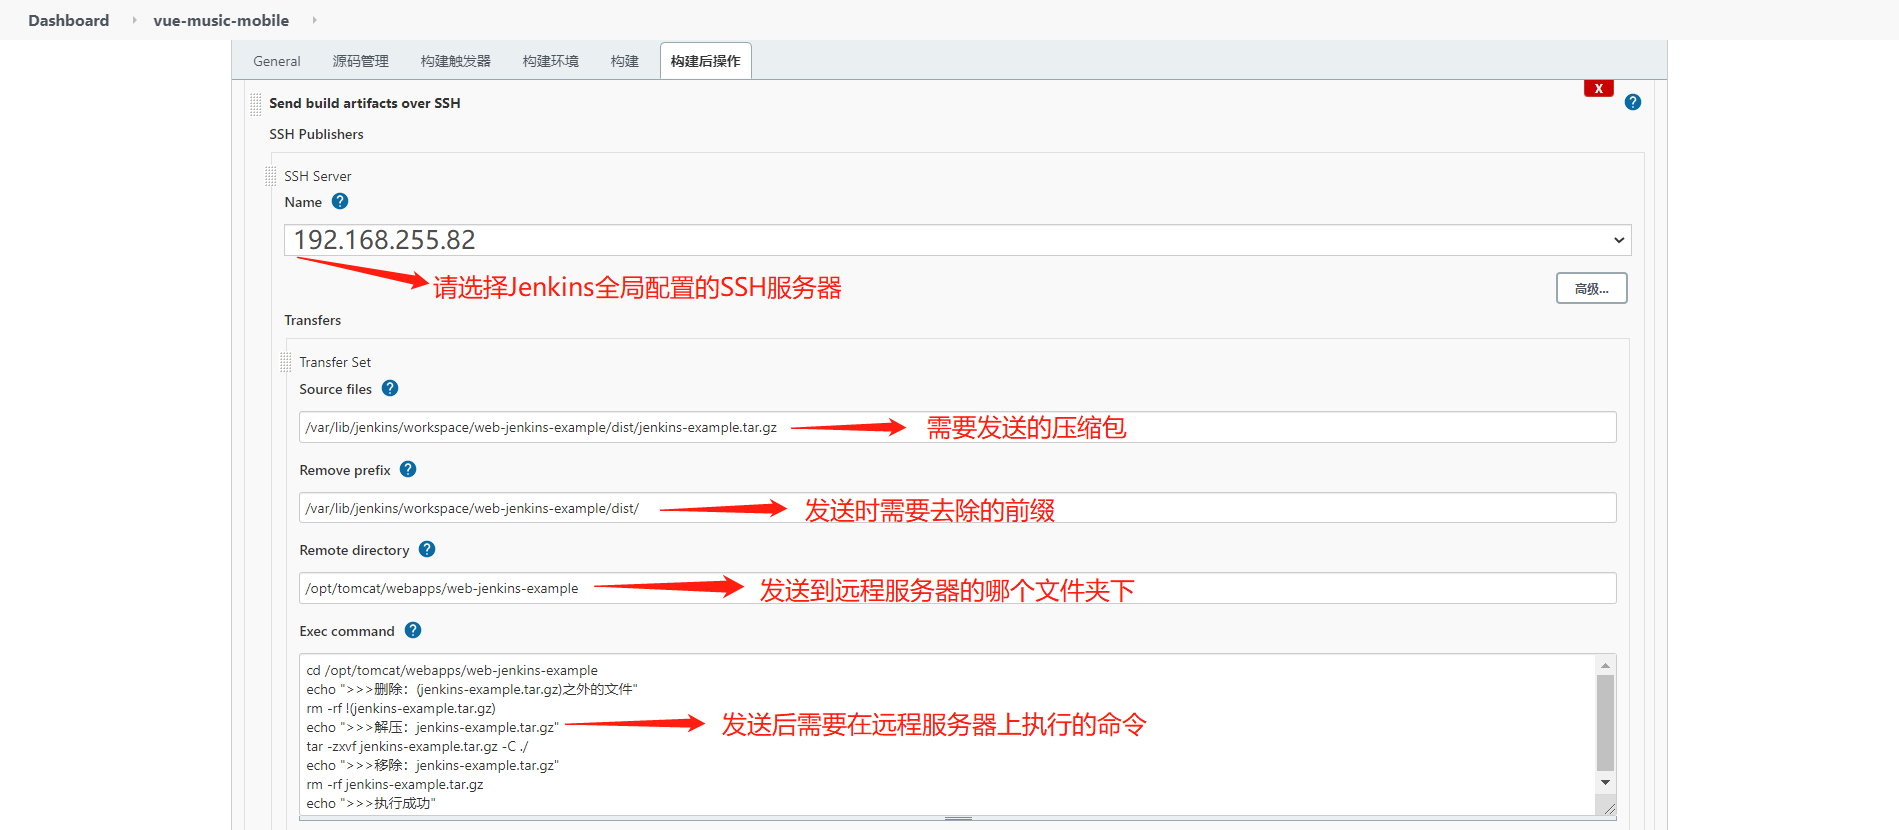 Dashboard vue-music-mobile
General 源码管理 构建触发器 构建环境 构建 构建后操作
X
Send build artifacts over SSH
?
SSH Publishers
SSH Server
Name ?
192.168.255.82
请选择Jenkins全局配置的SSH服务器
高级...
Transfers
Transfer Set
Source files ?
/var/lib/jenkins/workspace/web-jenkins-example/dist/jenkins-example.tar.gz 需要发送的压缩包
Remove prefix ?
/var/lib/jenkins/workspace/web-jenkins-example/dist/ 发送时需要去除的前缀
Remote directory ?
/opt/tomcat/webapps/web-jenkins-example 发送到远程服务器的哪个文件夹下
Exec command ?
cd /opt/tomcat/webapps/web-jenkins-example
echo ">>>删除：(jenkins-example.tar.gz)之外的文件"
rm -rf !(jenkins-example.tar.gz)
echo ">>>解压：jenkins-example.tar.gz" 发送后需要在远程服务器上执行的命令
tar -zxvf jenkins-example.tar.gz -C ./
echo ">>>移除：jenkins-example.tar.gz"
rm -rf jenkins-example.tar.gz
echo ">>>执行成功"